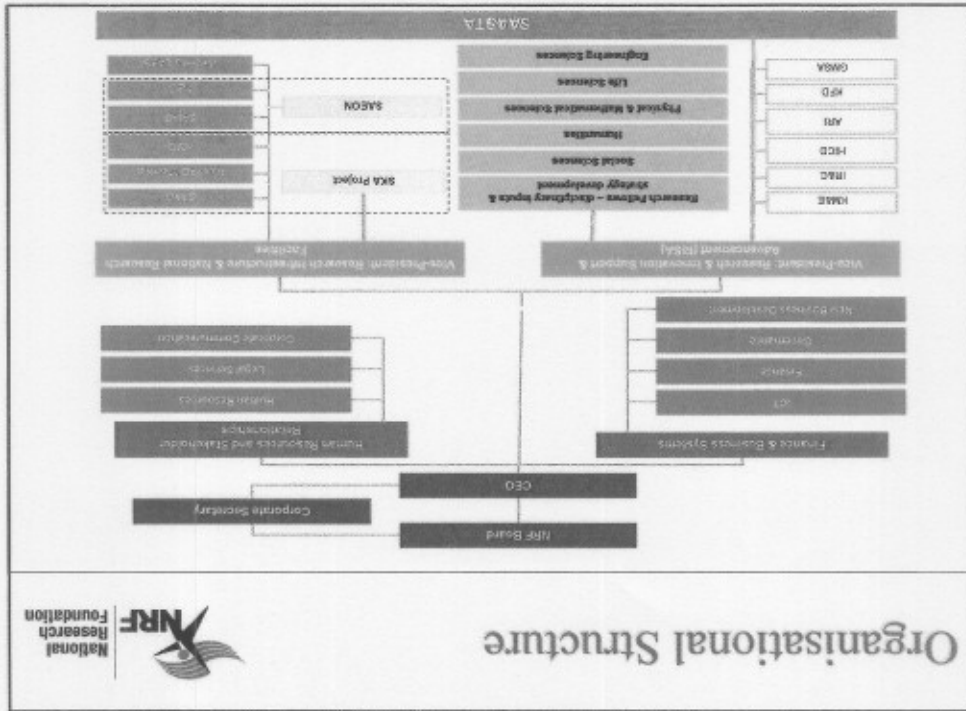 Organisational Structure
NRF
National
Research
Foundation
NRF Board
Corporate Secretary
CEO
Finance & Business Systems
ICT
Finance
Governance
New Business Development
Human Resources and Stakeholder
Relationships
Human Resources
Legal Services
Corporate Communication
Vice-President: Research & Innovation Support &
Advancement (RISA)
Vice-President: Research Infrastructure & National Research
Facilities
KM&E
IR&C
HICD
ARI
KFD
GMSA
Research Fellows – disciplinary inputs &
strategy development
Social Sciences
Humanities
Physical & Mathematical Sciences
Life Sciences
Engineering Sciences
SKA Project
SAEON
SAASTA